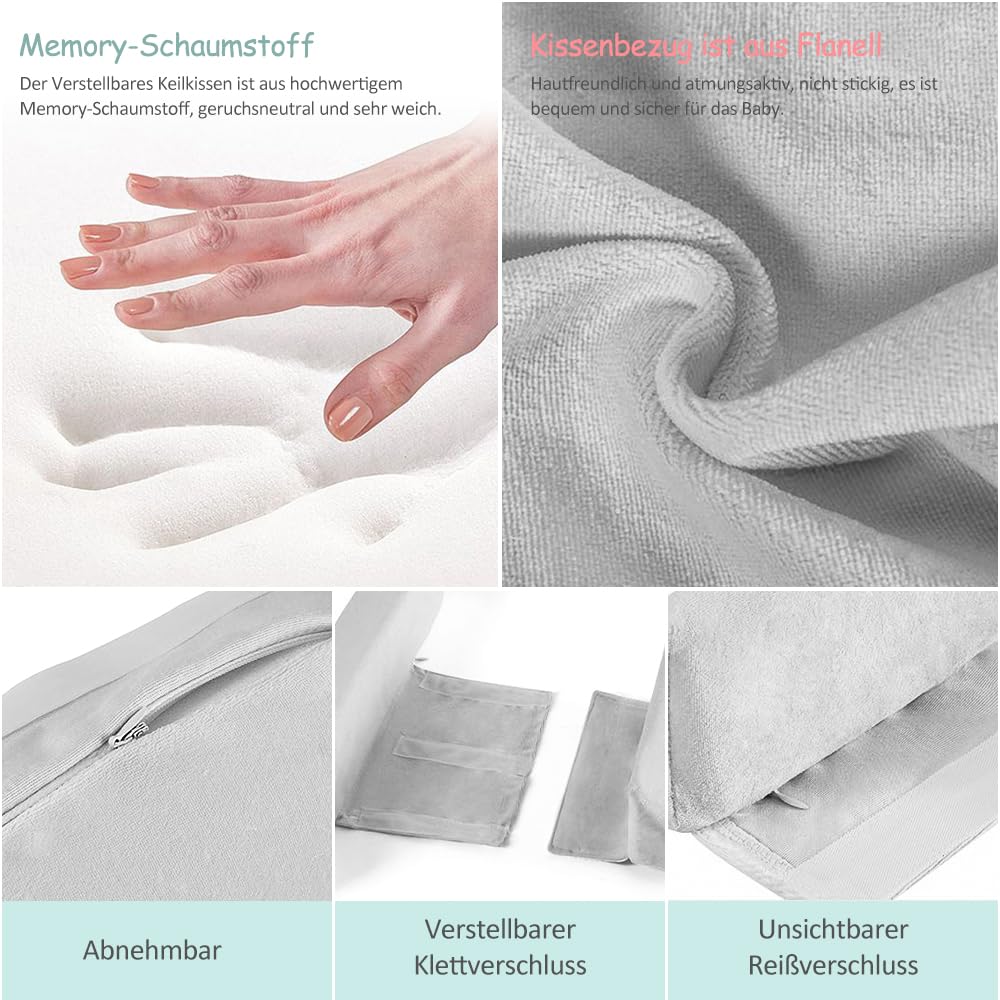 Memory-Schaumstoff
Der Verstellbares Keilkissen ist aus hochwertigem
Memory-Schaumstoff, geruchsneutral und sehr weich.
Kissenbezug ist aus Flanell
Hautfreundlich und atmungsaktiv, nicht stickig, es ist
bequem und sicher für das Baby.
Abnehmbar
Verstellbarer
Klettverschluss
Unsichtbarer
Reißverschluss